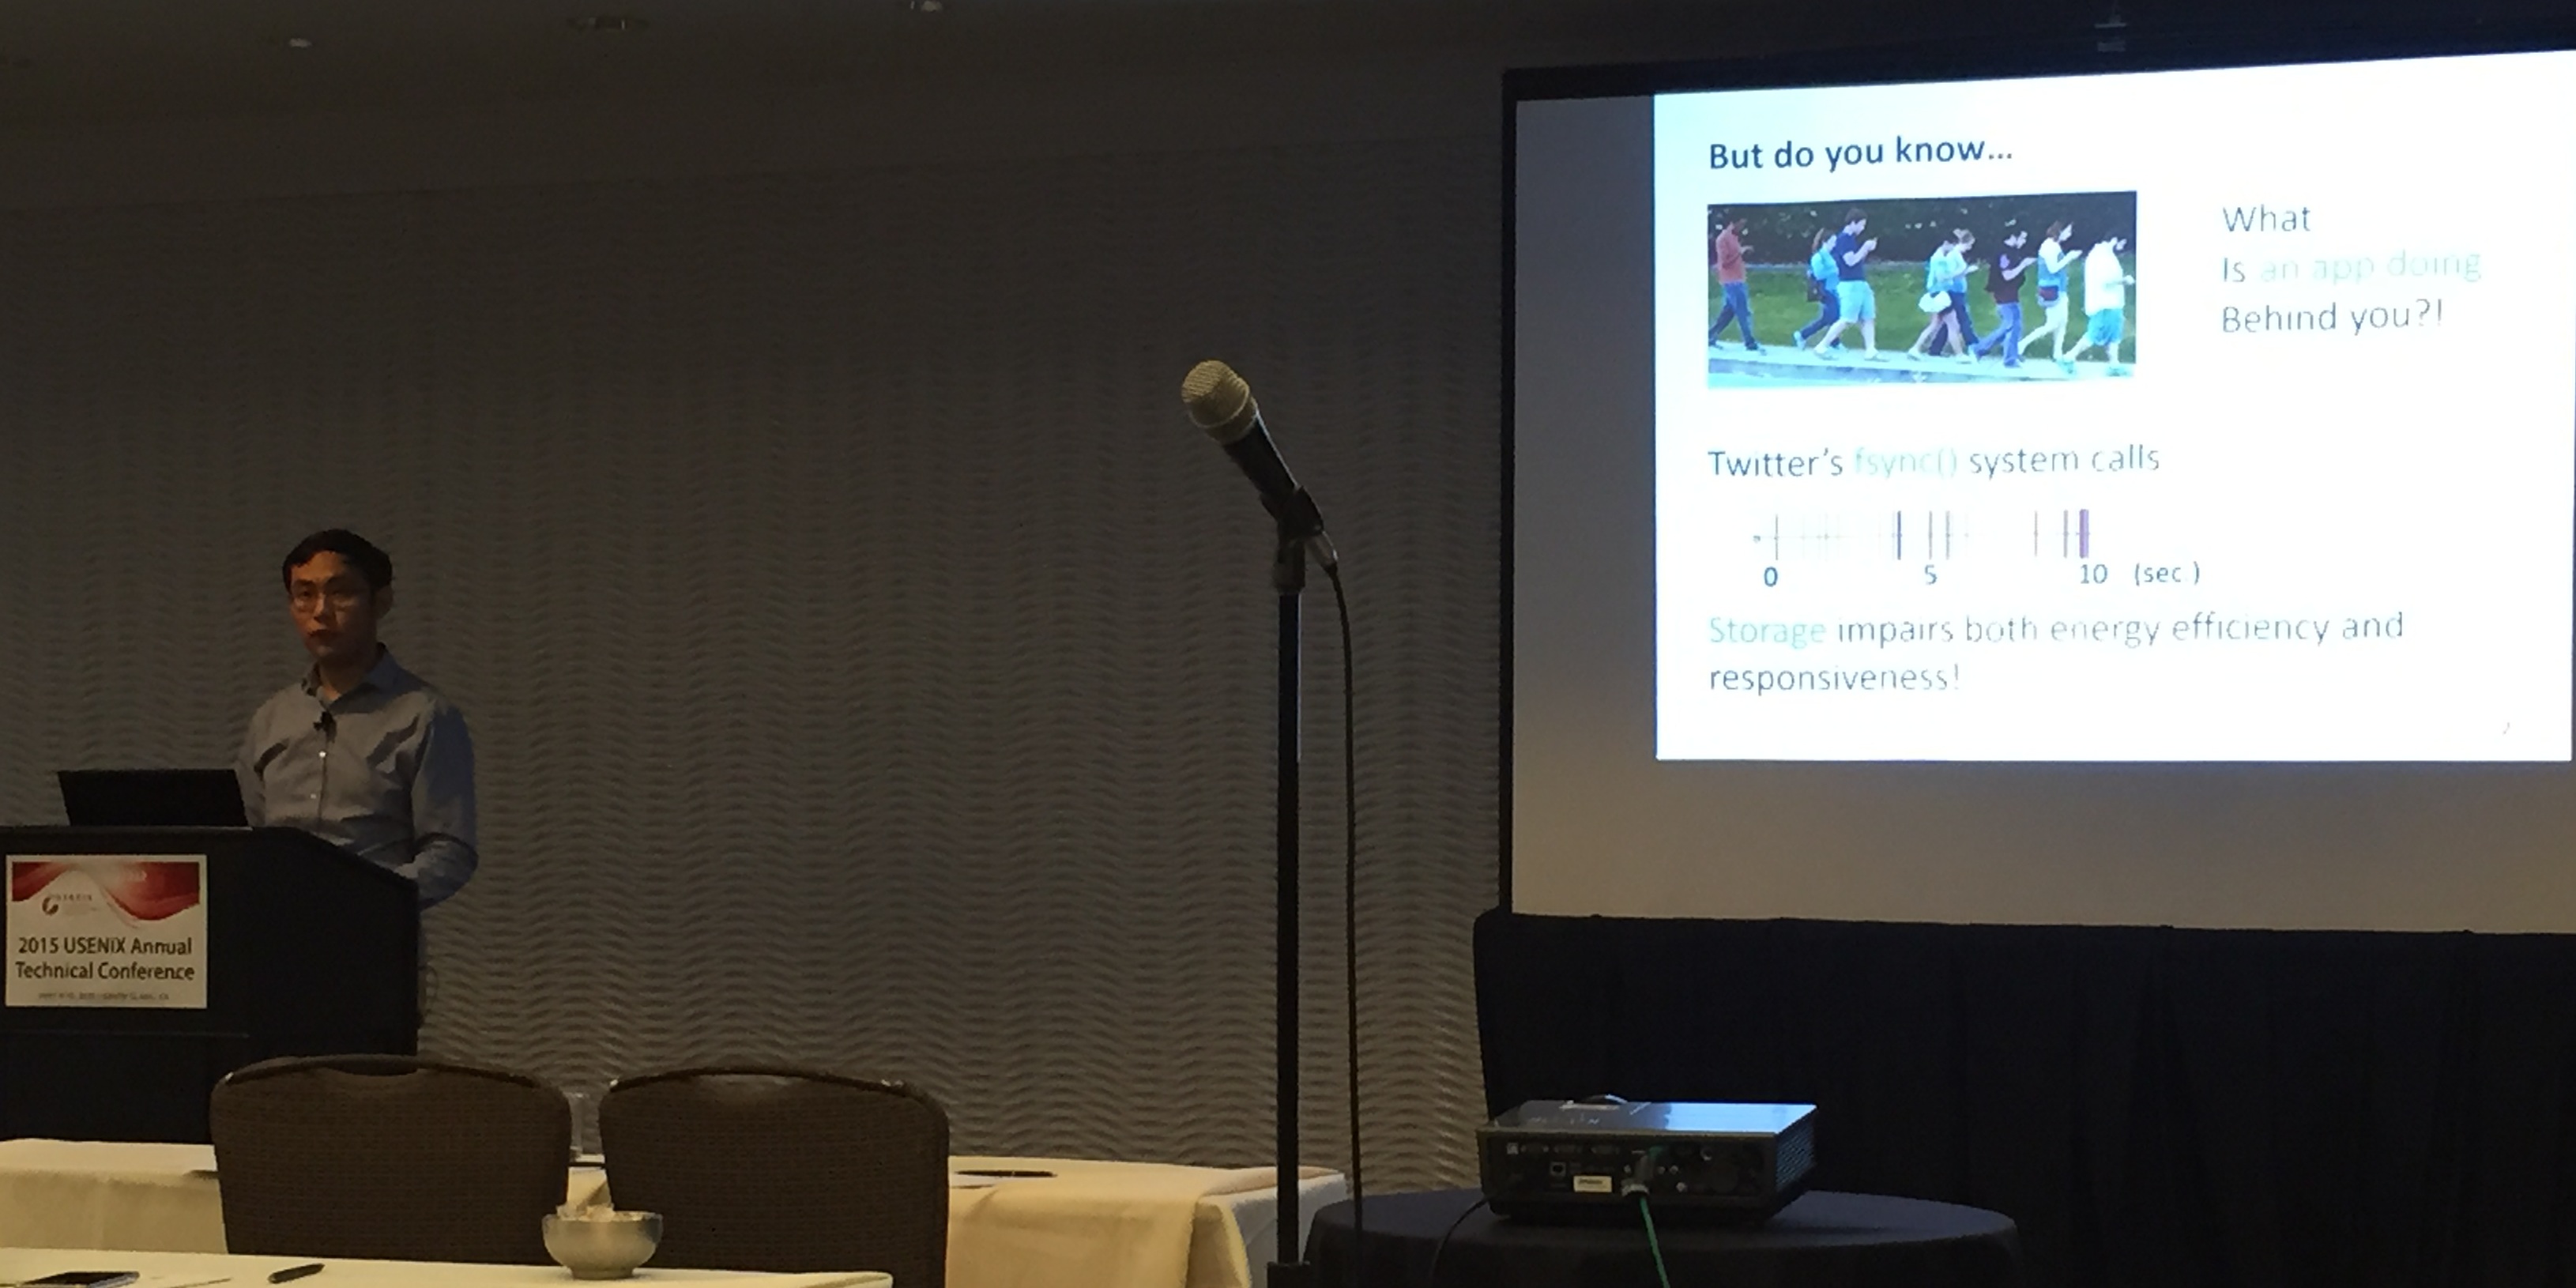 But do you know...
What
Is an app doing
Behind you?!
Twitter's fsync() system calls
0 5 10 (sec.)
Storage impairs both energy efficiency and
responsiveness!
USENIX
2015 USENIX Annual
Technical Conference